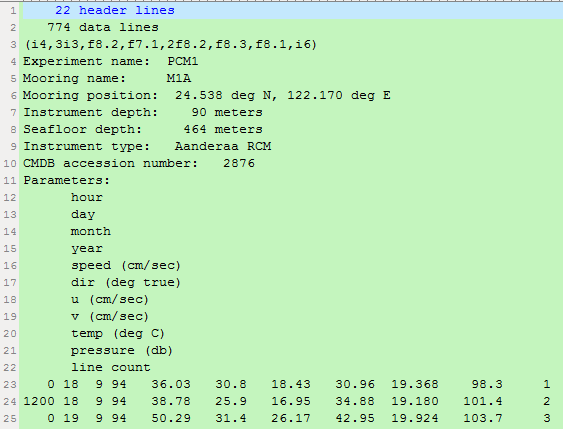 1 22 header lines
2 774 data lines
3 (i4,3i3,f8.2,f7.1,2f8.2,f8.3,f8.1,i6)
4 Experiment name: PCM1
5 Mooring name: M1A
6 Mooring position: 24.538 deg N, 122.170 deg E
7 Instrument depth: 90 meters
8 Seafloor depth: 464 meters
9 Instrument type: Aanderaa RCM
10 CMDB accession number: 2876
11 Parameters:
12 hour
13 day
14 month
15 year
16 speed (cm/sec)
17 dir (deg true)
18 u (cm/sec)
19 v (cm/sec)
20 temp (deg C)
21 pressure (db)
22 line count
23 0 18 9 94 36.03 30.8 18.43 30.96 19.368 98.3 1
24 1200 18 9 94 38.78 25.9 16.95 34.88 19.180 101.4 2
25 0 19 9 94 50.29 31.4 26.17 42.95 19.924 103.7 3